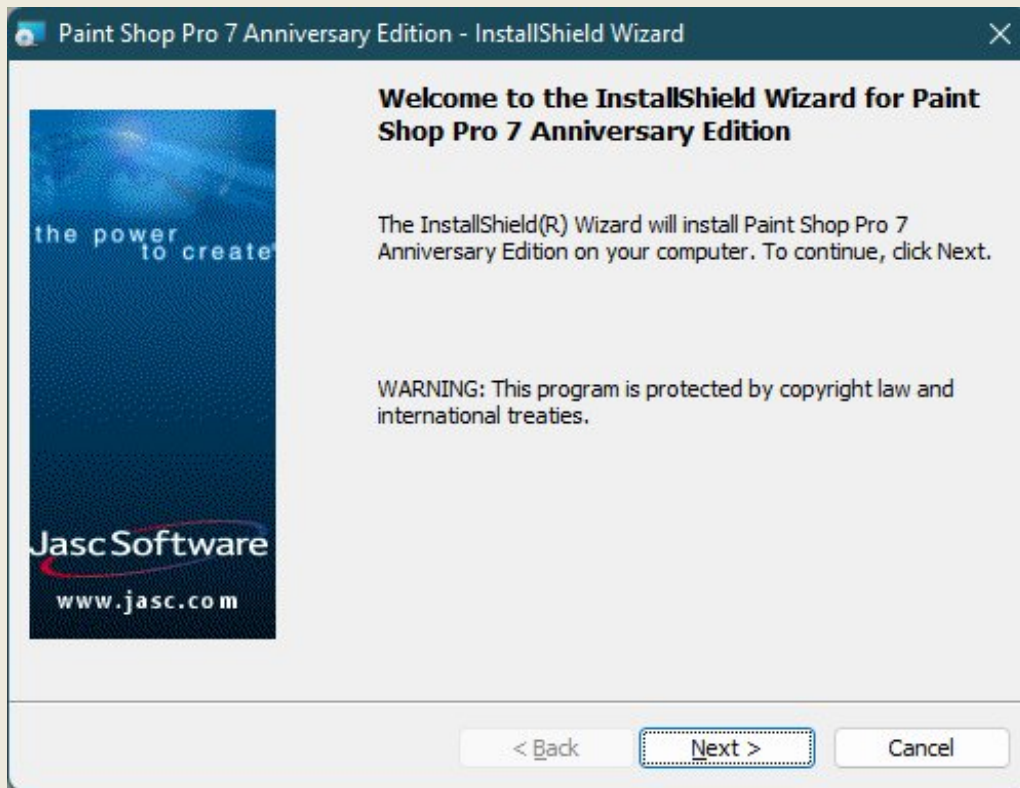 Paint Shop Pro 7 Anniversary Edition - InstallShield Wizard
Welcome to the InstallShield Wizard for Paint
Shop Pro 7 Anniversary Edition
the power
to create
The InstallShield(R) Wizard will install Paint Shop Pro 7
Anniversary Edition on your computer. To continue, click Next.
WARNING: This program is protected by copyright law and
international treaties.
Jasc Software
www.jasc.com
< Back
Next >
Cancel